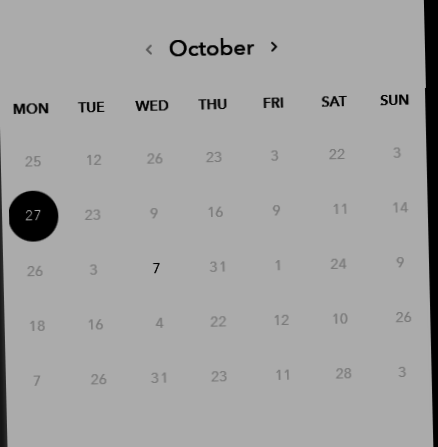 ‹ October ›
MON TUE WED THU FRI SAT SUN
25 12 26 23 3 22 3
27 23 9 16 9 11 14
26 3 7 31 1 24 9
18 16 4 22 12 10 26
7 26 31 23 11 28 3